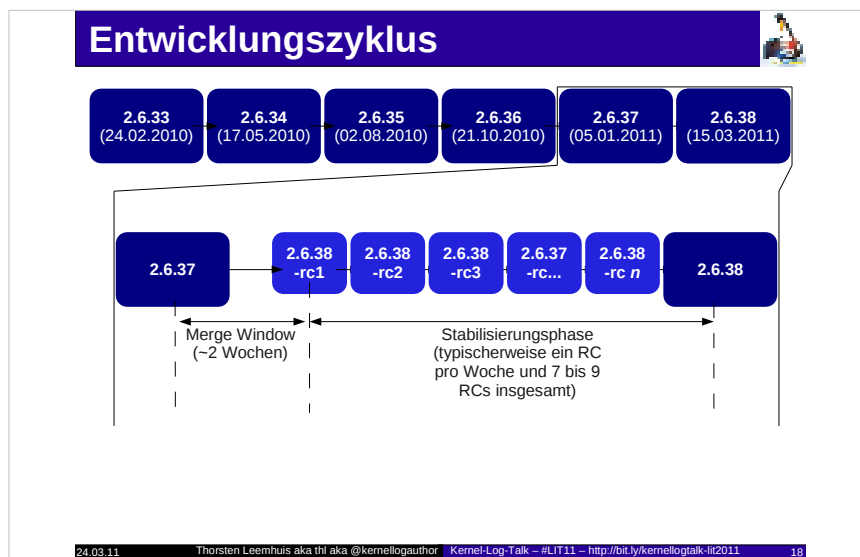 Entwicklungszyklus
2.6.33
(24.02.2010)
2.6.34
(17.05.2010)
2.6.35
(02.08.2010)
2.6.36
(21.10.2010)
2.6.37
(05.01.2011)
2.6.38
(15.03.2011)
2.6.37
2.6.38
-rc1
2.6.38
-rc2
2.6.38
-rc3
2.6.37
-rc...
2.6.38
-rc n
2.6.38
Merge Window
(~2 Wochen)
Stabilisierungsphase
(typischerweise ein RC
pro Woche und 7 bis 9
RCs insgesamt)
24.03.11
Thorsten Leemhuis aka thl aka @kernellogauthor
Kernel-Log-Talk – #LIT11 – http://bit.ly/kernellogtalk-lit2011
18